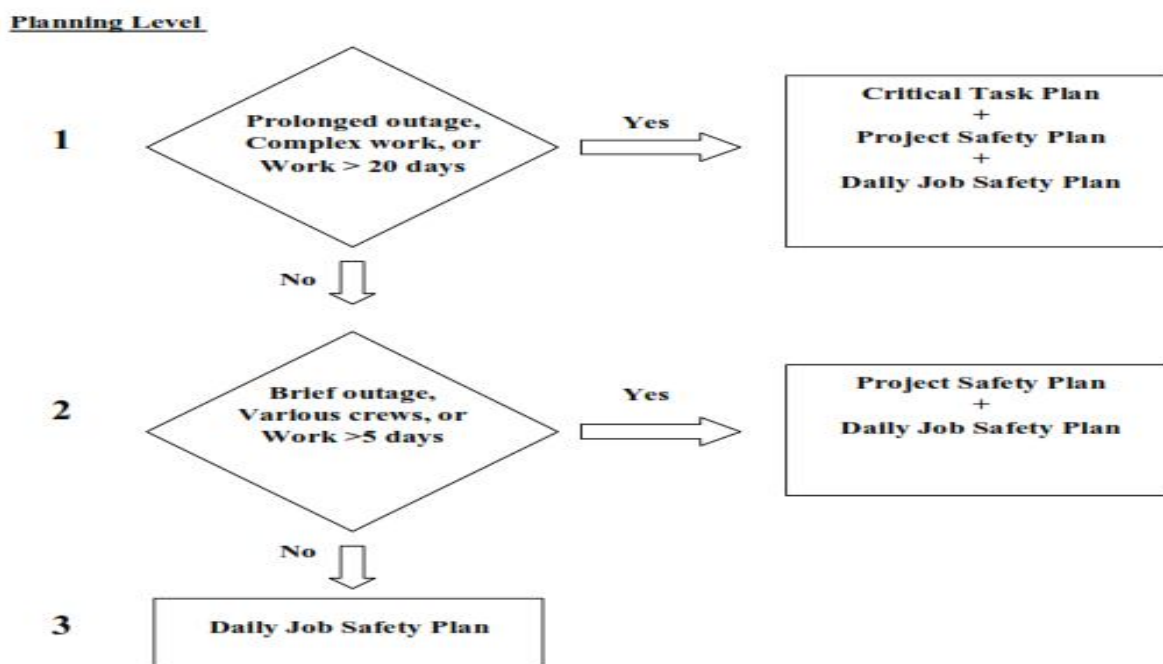 Planning Level
1
Prolonged outage,
Complex work, or
Work > 20 days
Yes
Critical Task Plan
+
Project Safety Plan
+
Daily Job Safety Plan
No
2
Brief outage,
Various crews, or
Work >5 days
Yes
Project Safety Plan
+
Daily Job Safety Plan
No
3
Daily Job Safety Plan